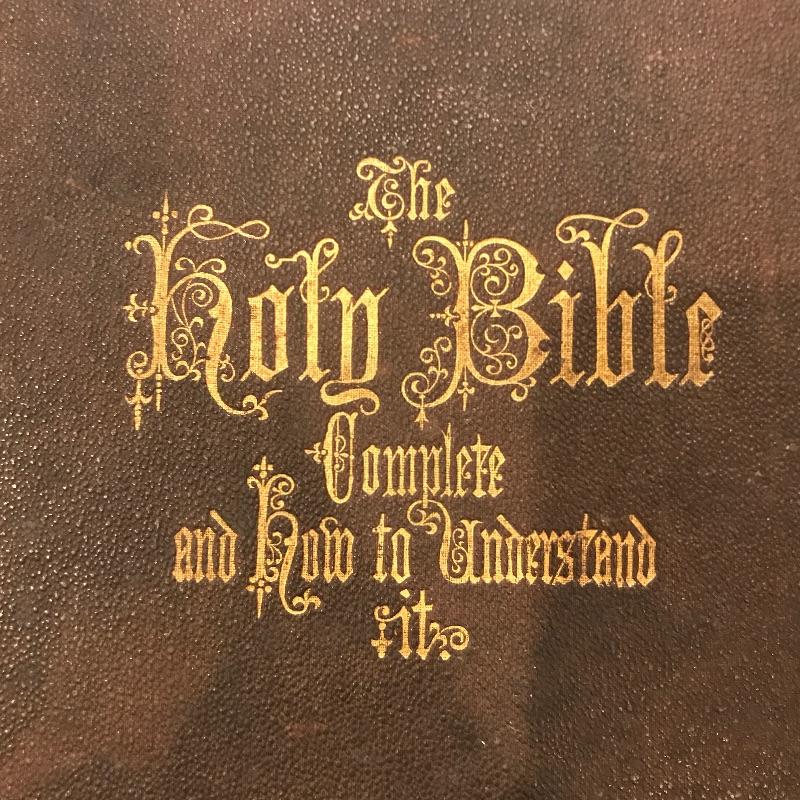 The
Holy Bible
Complete
and How to Understand
it.